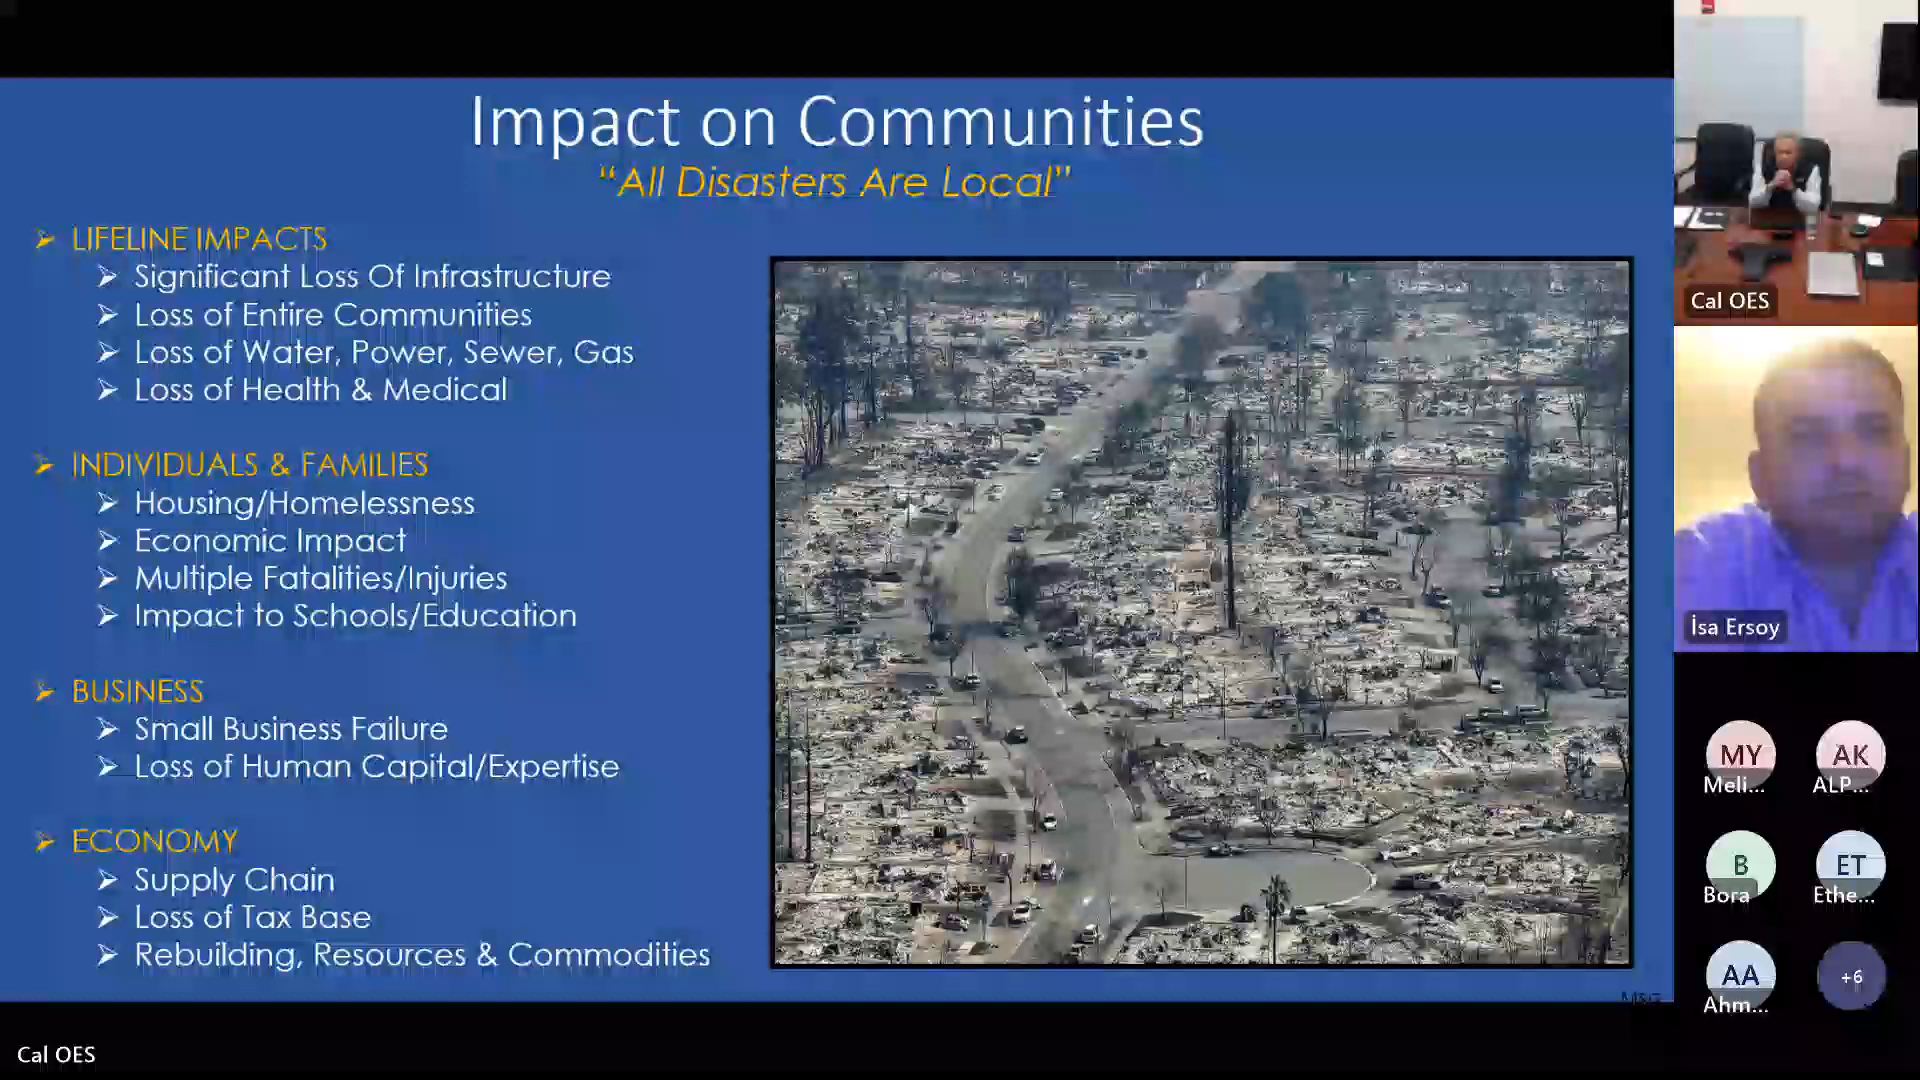 Impact on Communities
“All Disasters Are Local”
LIFELINE IMPACTS
Significant Loss Of Infrastructure
Loss of Entire Communities
Loss of Water, Power, Sewer, Gas
Loss of Health & Medical
INDIVIDUALS & FAMILIES
Housing/Homelessness
Economic Impact
Multiple Fatalities/Injuries
Impact to Schools/Education
BUSINESS
Small Business Failure
Loss of Human Capital/Expertise
ECONOMY
Supply Chain
Loss of Tax Base
Rebuilding, Resources & Commodities
Cal OES
Cal OES
İsa Ersoy
MY
Meli...
AK
ALP...
B
Bora
ET
Ethe...
AA
Ahm...
+6